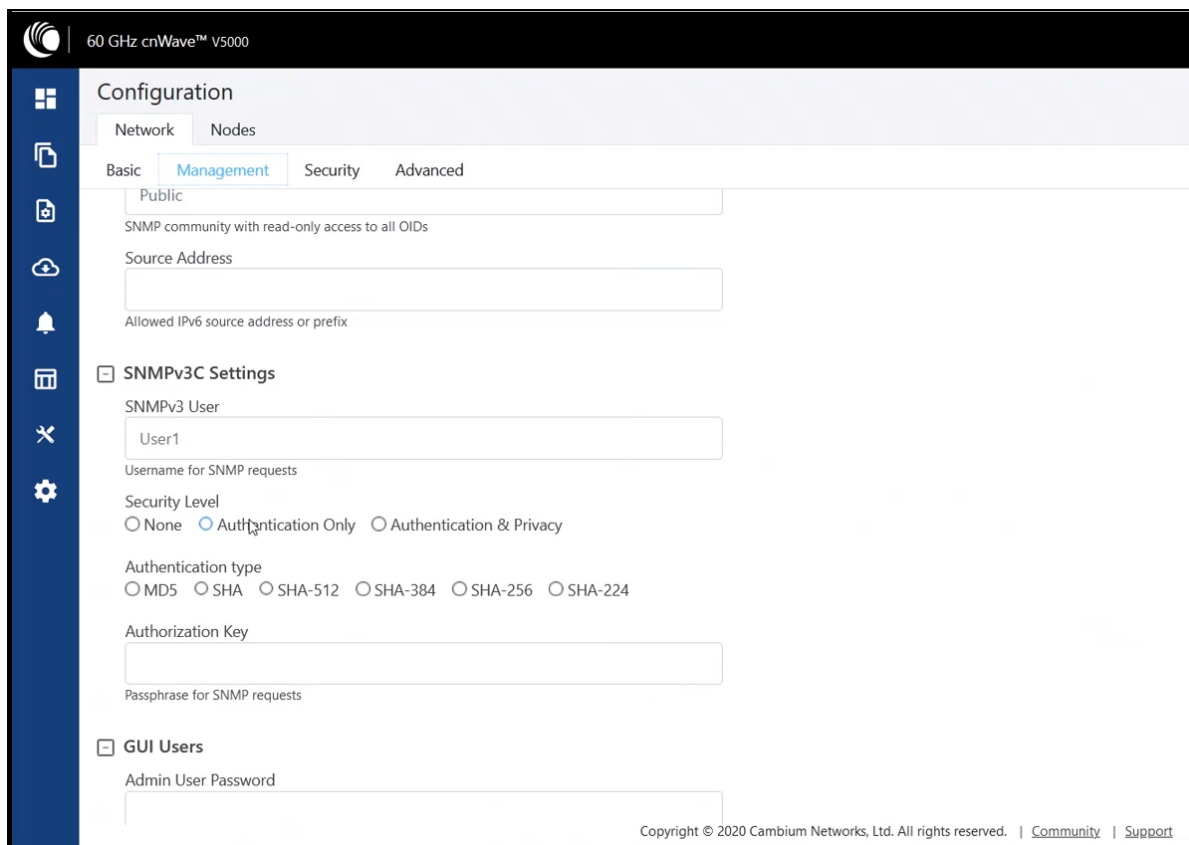 60 GHz cnWave™ V5000
Configuration
Network Nodes
Basic Management Security Advanced
Public
SNMP community with read-only access to all OIDs
Source Address
Allowed IPv6 source address or prefix
SNMPv3C Settings
SNMPv3 User
User1
Username for SNMP requests
Security Level
None Authentication Only Authentication & Privacy
Authentication type
MD5 SHA SHA-512 SHA-384 SHA-256 SHA-224
Authorization Key
Passphrase for SNMP requests
GUI Users
Admin User Password
Copyright © 2020 Cambium Networks, Ltd. All rights reserved. | Community | Support